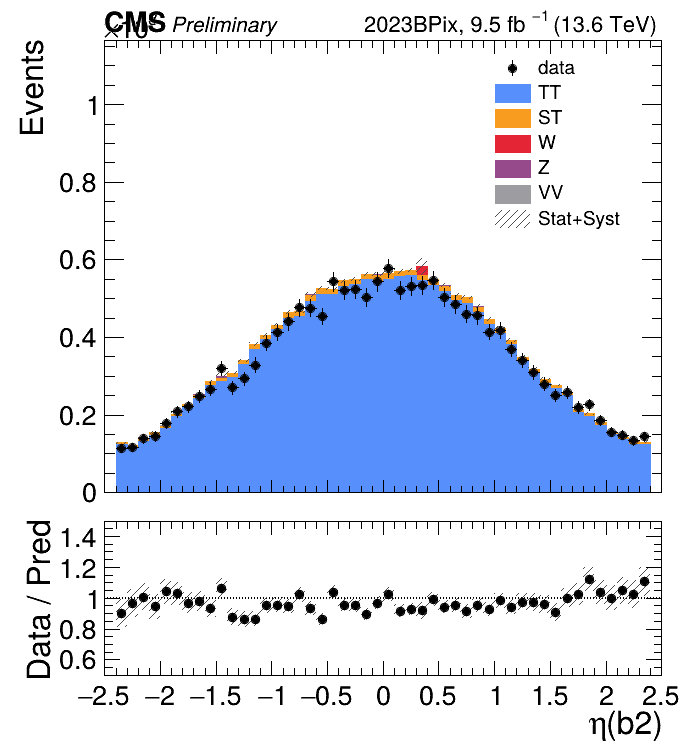 CMS Preliminary 2023BPix, 9.5 fb −1 (13.6 TeV)
Events
data
TT
ST
W
Z
VV
Stat+Syst
1
0.8
0.6
0.4
0.2
0
Data / Pred
1.4
1.2
1
0.8
0.6
−2.5 −2 −1.5 −1 −0.5 0 0.5 1 1.5 2 2.5
η(b2)